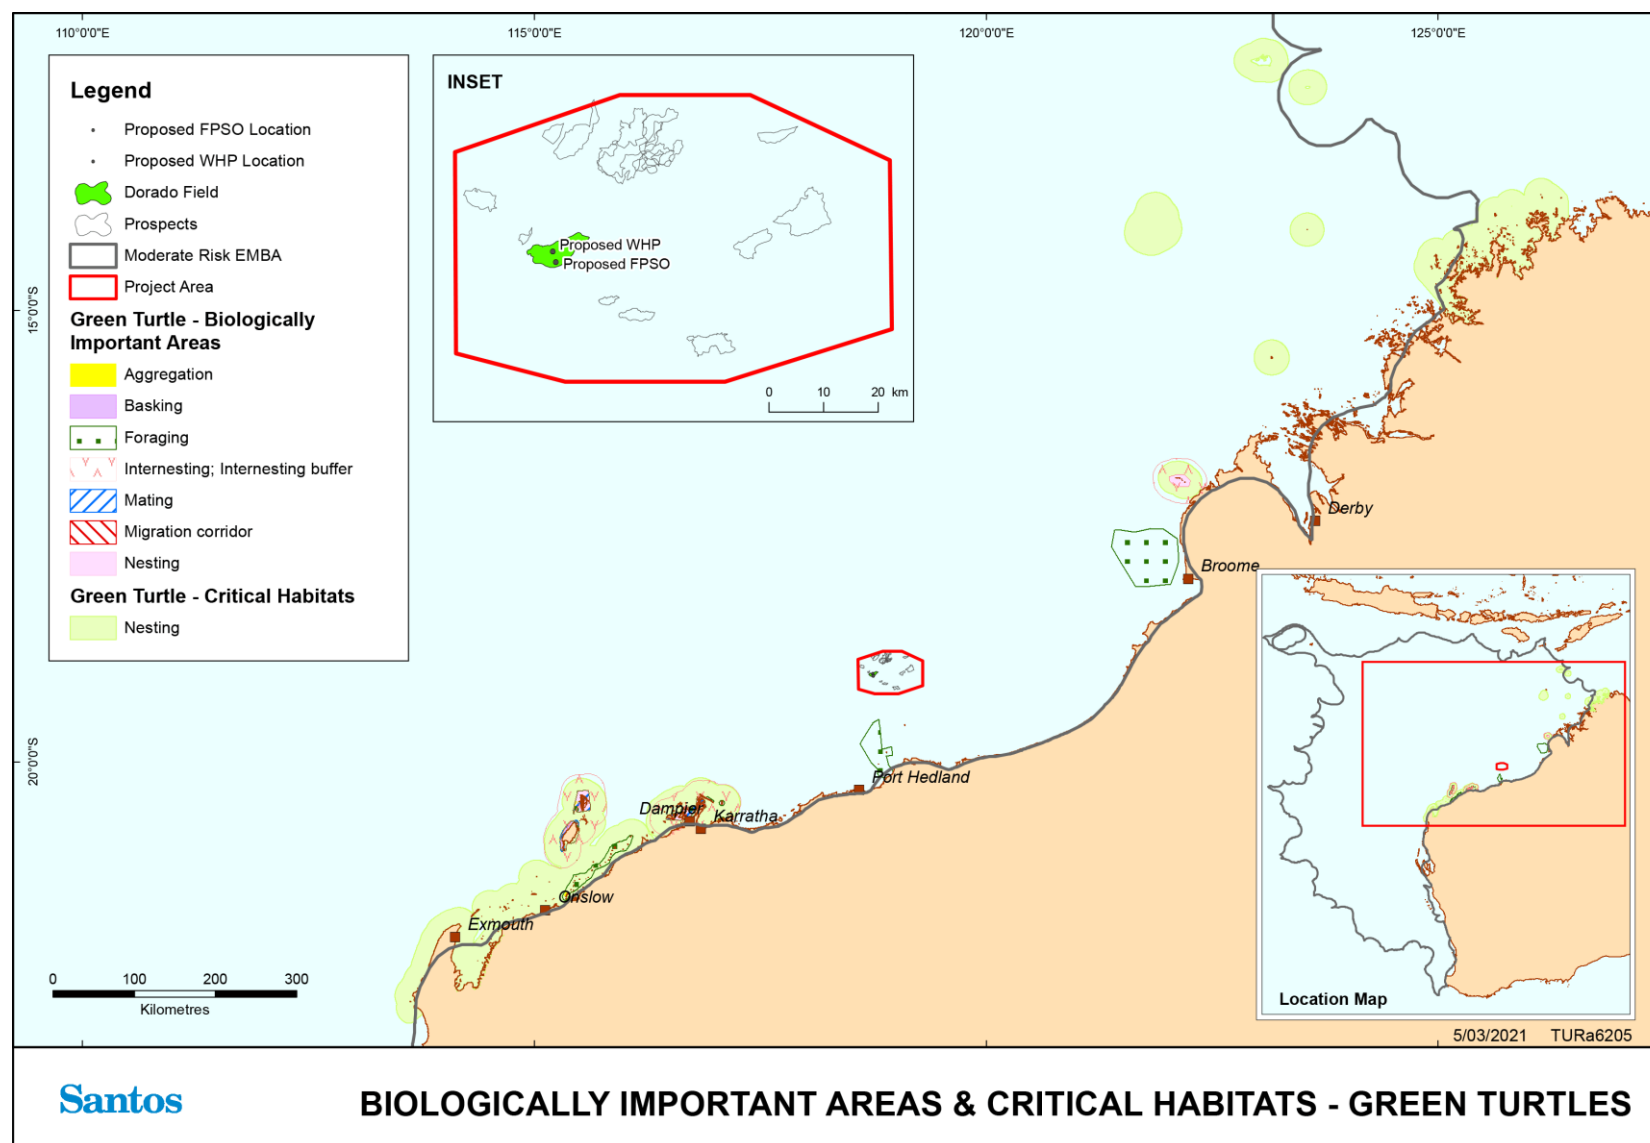 110°0'0"E
115°0'0"E
120°0'0"E
125°0'0"E
Legend
Proposed FPSO Location
Proposed WHP Location
Dorado Field
Prospects
Moderate Risk EMBA
Project Area
Green Turtle - Biologically
Important Areas
Aggregation
Basking
Foraging
Internesting; Internesting buffer
Mating
Migration corridor
Nesting
Green Turtle - Critical Habitats
Nesting
INSET
Proposed WHP
Proposed FPSO
0 10 20 km
15°0'0"S
20°0'0"S
Derby
Broome
Port Hedland
Dampier
Karratha
Onslow
Exmouth
0 100 200 300
Kilometres
Location Map
5/03/2021 TURa6205
Santos
BIOLOGICALLY IMPORTANT AREAS & CRITICAL HABITATS - GREEN TURTLES